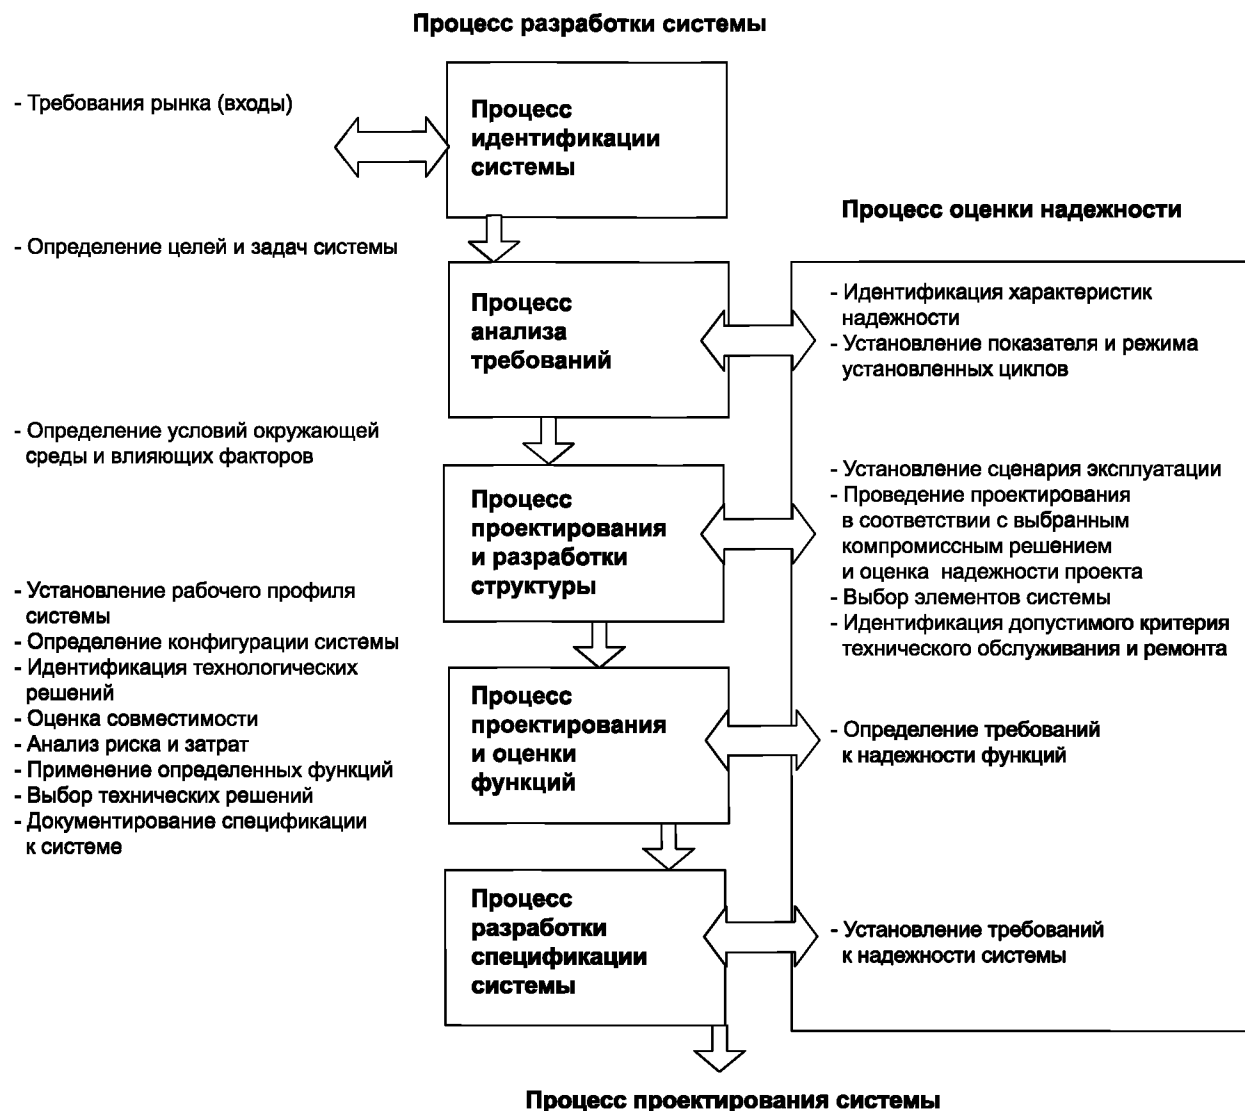 Процесс разработки системы
- Требования рынка (входы)
Процесс
идентификации
системы
Процесс оценки надежности
- Определение целей и задач системы
Процесс
анализа
требований
- Идентификация характеристик
надежности
- Установление показателя и режима
установленных циклов
- Определение условий окружающей
среды и влияющих факторов
Процесс
проектирования
и разработки
структуры
- Установление сценария эксплуатации
- Проведение проектирования
в соответствии с выбранным
компромиссным решением
и оценка надежности проекта
- Выбор элементов системы
- Идентификация допустимого критерия
технического обслуживания и ремонта
- Установление рабочего профиля
системы
- Определение конфигурации системы
- Идентификация технологических
решений
- Оценка совместимости
- Анализ риска и затрат
- Применение определенных функций
- Выбор технических решений
- Документирование спецификации
к системе
Процесс
проектирования
и оценки
функций
- Определение требований
к надежности функций
Процесс
разработки
спецификации
системы
- Установление требований
к надежности системы
Процесс проектирования системы